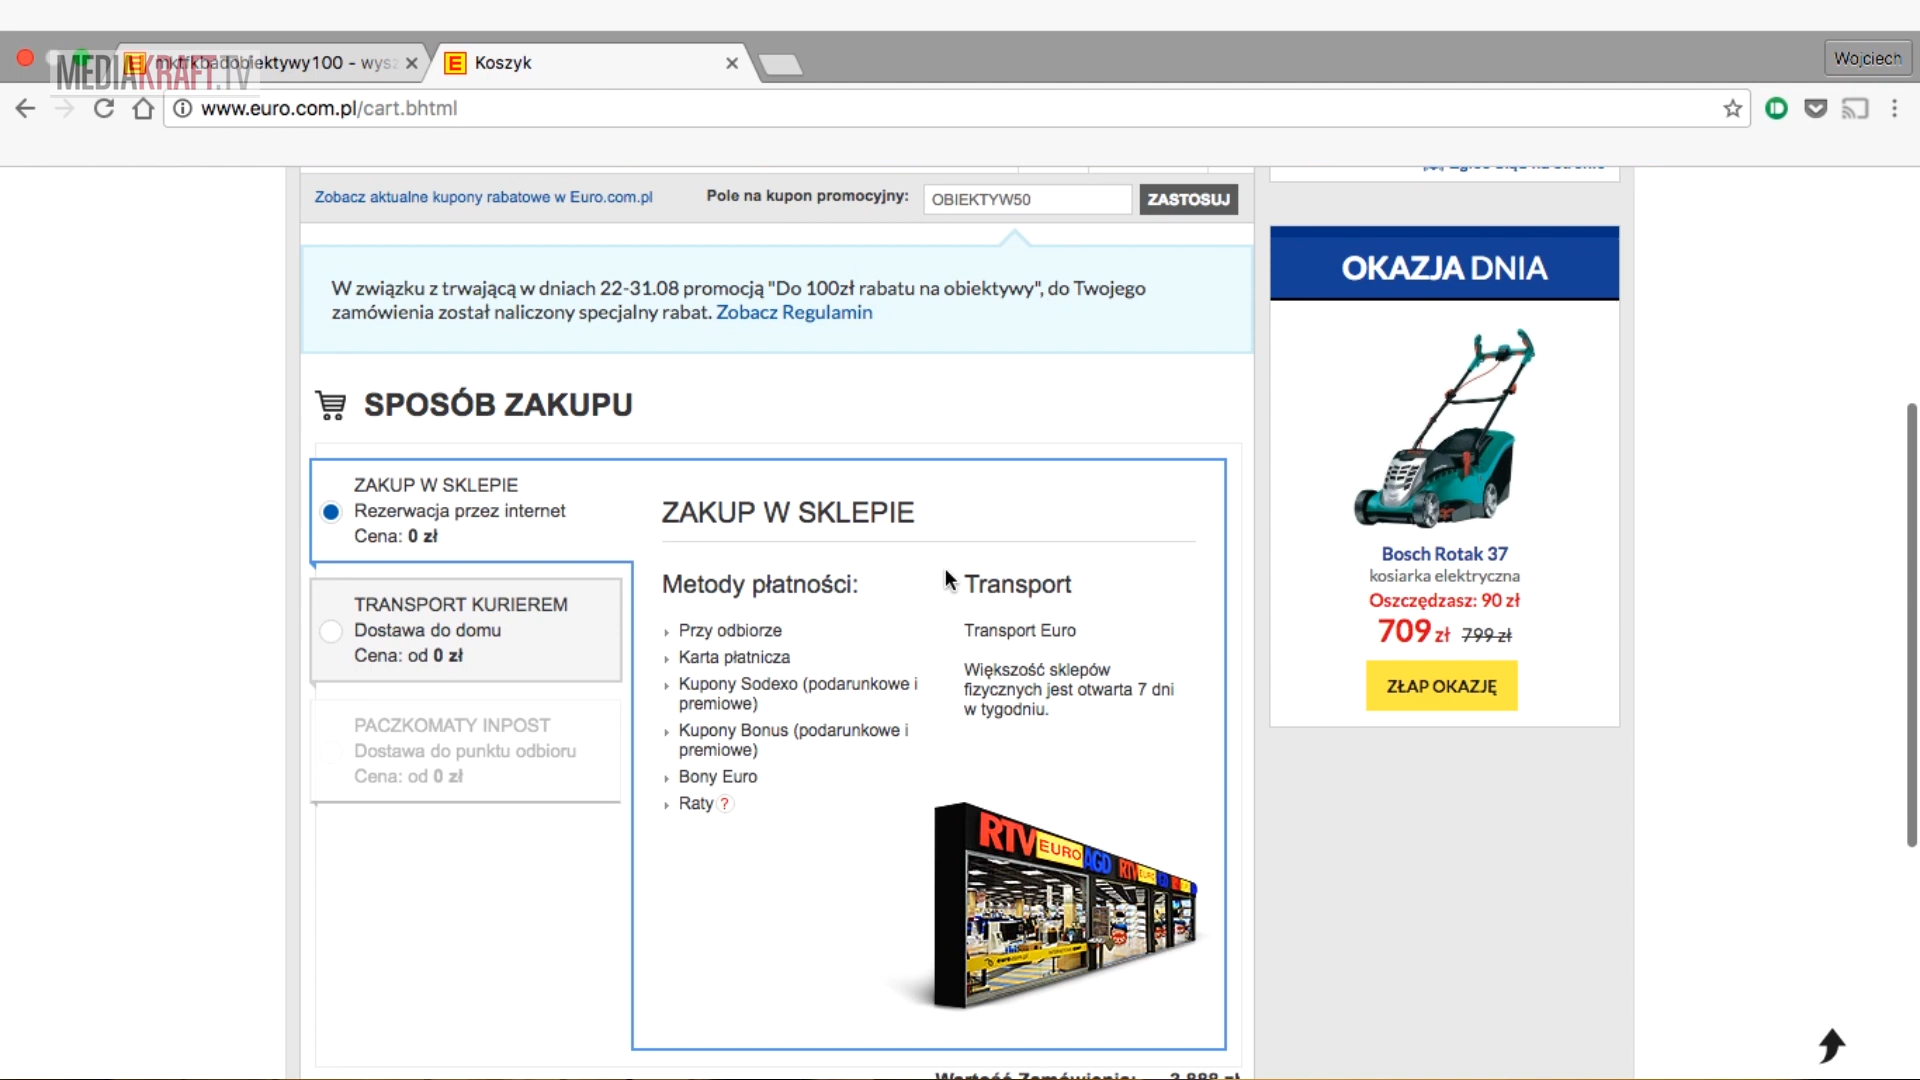 mktfkbadobiektywy100 - wysz
Koszyk
Wojciech
MEDIAKRAFT.TV
www.euro.com.pl/cart.bhtml
Zobacz aktualne kupony rabatowe w Euro.com.pl
Pole na kupon promocyjny:
OBIEKTYW50
ZASTOSUJ
W związku z trwającą w dniach 22-31.08 promocją "Do 100zł rabatu na obiektywy", do Twojego
zamówienia został naliczony specjalny rabat. Zobacz Regulamin
SPOSÓB ZAKUPU
ZAKUP W SKLEPIE
Rezerwacja przez internet
Cena: 0 zł
TRANSPORT KURIEREM
Dostawa do domu
Cena: od 0 zł
PACZKOMATY INPOST
Dostawa do punktu odbioru
Cena: od 0 zł
ZAKUP W SKLEPIE
Metody płatności:
Przy odbiorze
Karta płatnicza
Kupony Sodexo (podarunkowe i
premiowe)
Kupony Bonus (podarunkowe i
premiowe)
Bony Euro
Raty ?
Transport
Transport Euro
Większość sklepów
fizycznych jest otwarta 7 dni
w tygodniu.
RTV EURO AGD RTV EURO
OKAZJA DNIA
Bosch Rotak 37
kosiarka elektryczna
Oszczędzasz: 90 zł
709 zł 799 zł
ZŁAP OKAZJĘ
Wartość Zamówienia: